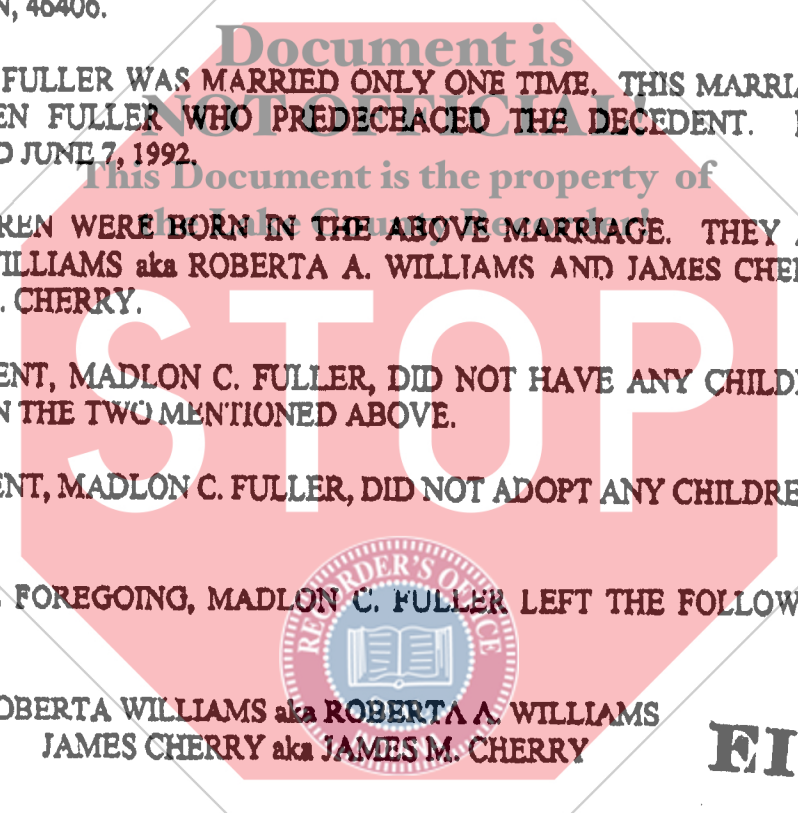 N, 46406.
Document is
FULLER WAS MARRIED ONLY ONE TIME. THIS MARRIA
NOT OFFICIAL!
EN FULLER WHO PREDECEACED THE DECEDENT.
D JUNE 7, 1992.
This Document is the property of
the Lake County Recorder!
REN WERE BORN IN THE ABOVE MARRIAGE. THEY A
WILLIAMS aka ROBERTA A. WILLIAMS AND JAMES CHE
. CHERRY.
STOP
ENT, MADLON C. FULLER, DID NOT HAVE ANY CHILD
N THE TWO MENTIONED ABOVE.
ENT, MADLON C. FULLER, DID NOT ADOPT ANY CHILDRE
RECORDER'S OFFICE
FOREGOING, MADLON C. FULLER LEFT THE FOLLOW
OBERTA WILLIAMS aka ROBERTA A. WILLIAMS
JAMES CHERRY aka JAMES M. CHERRY